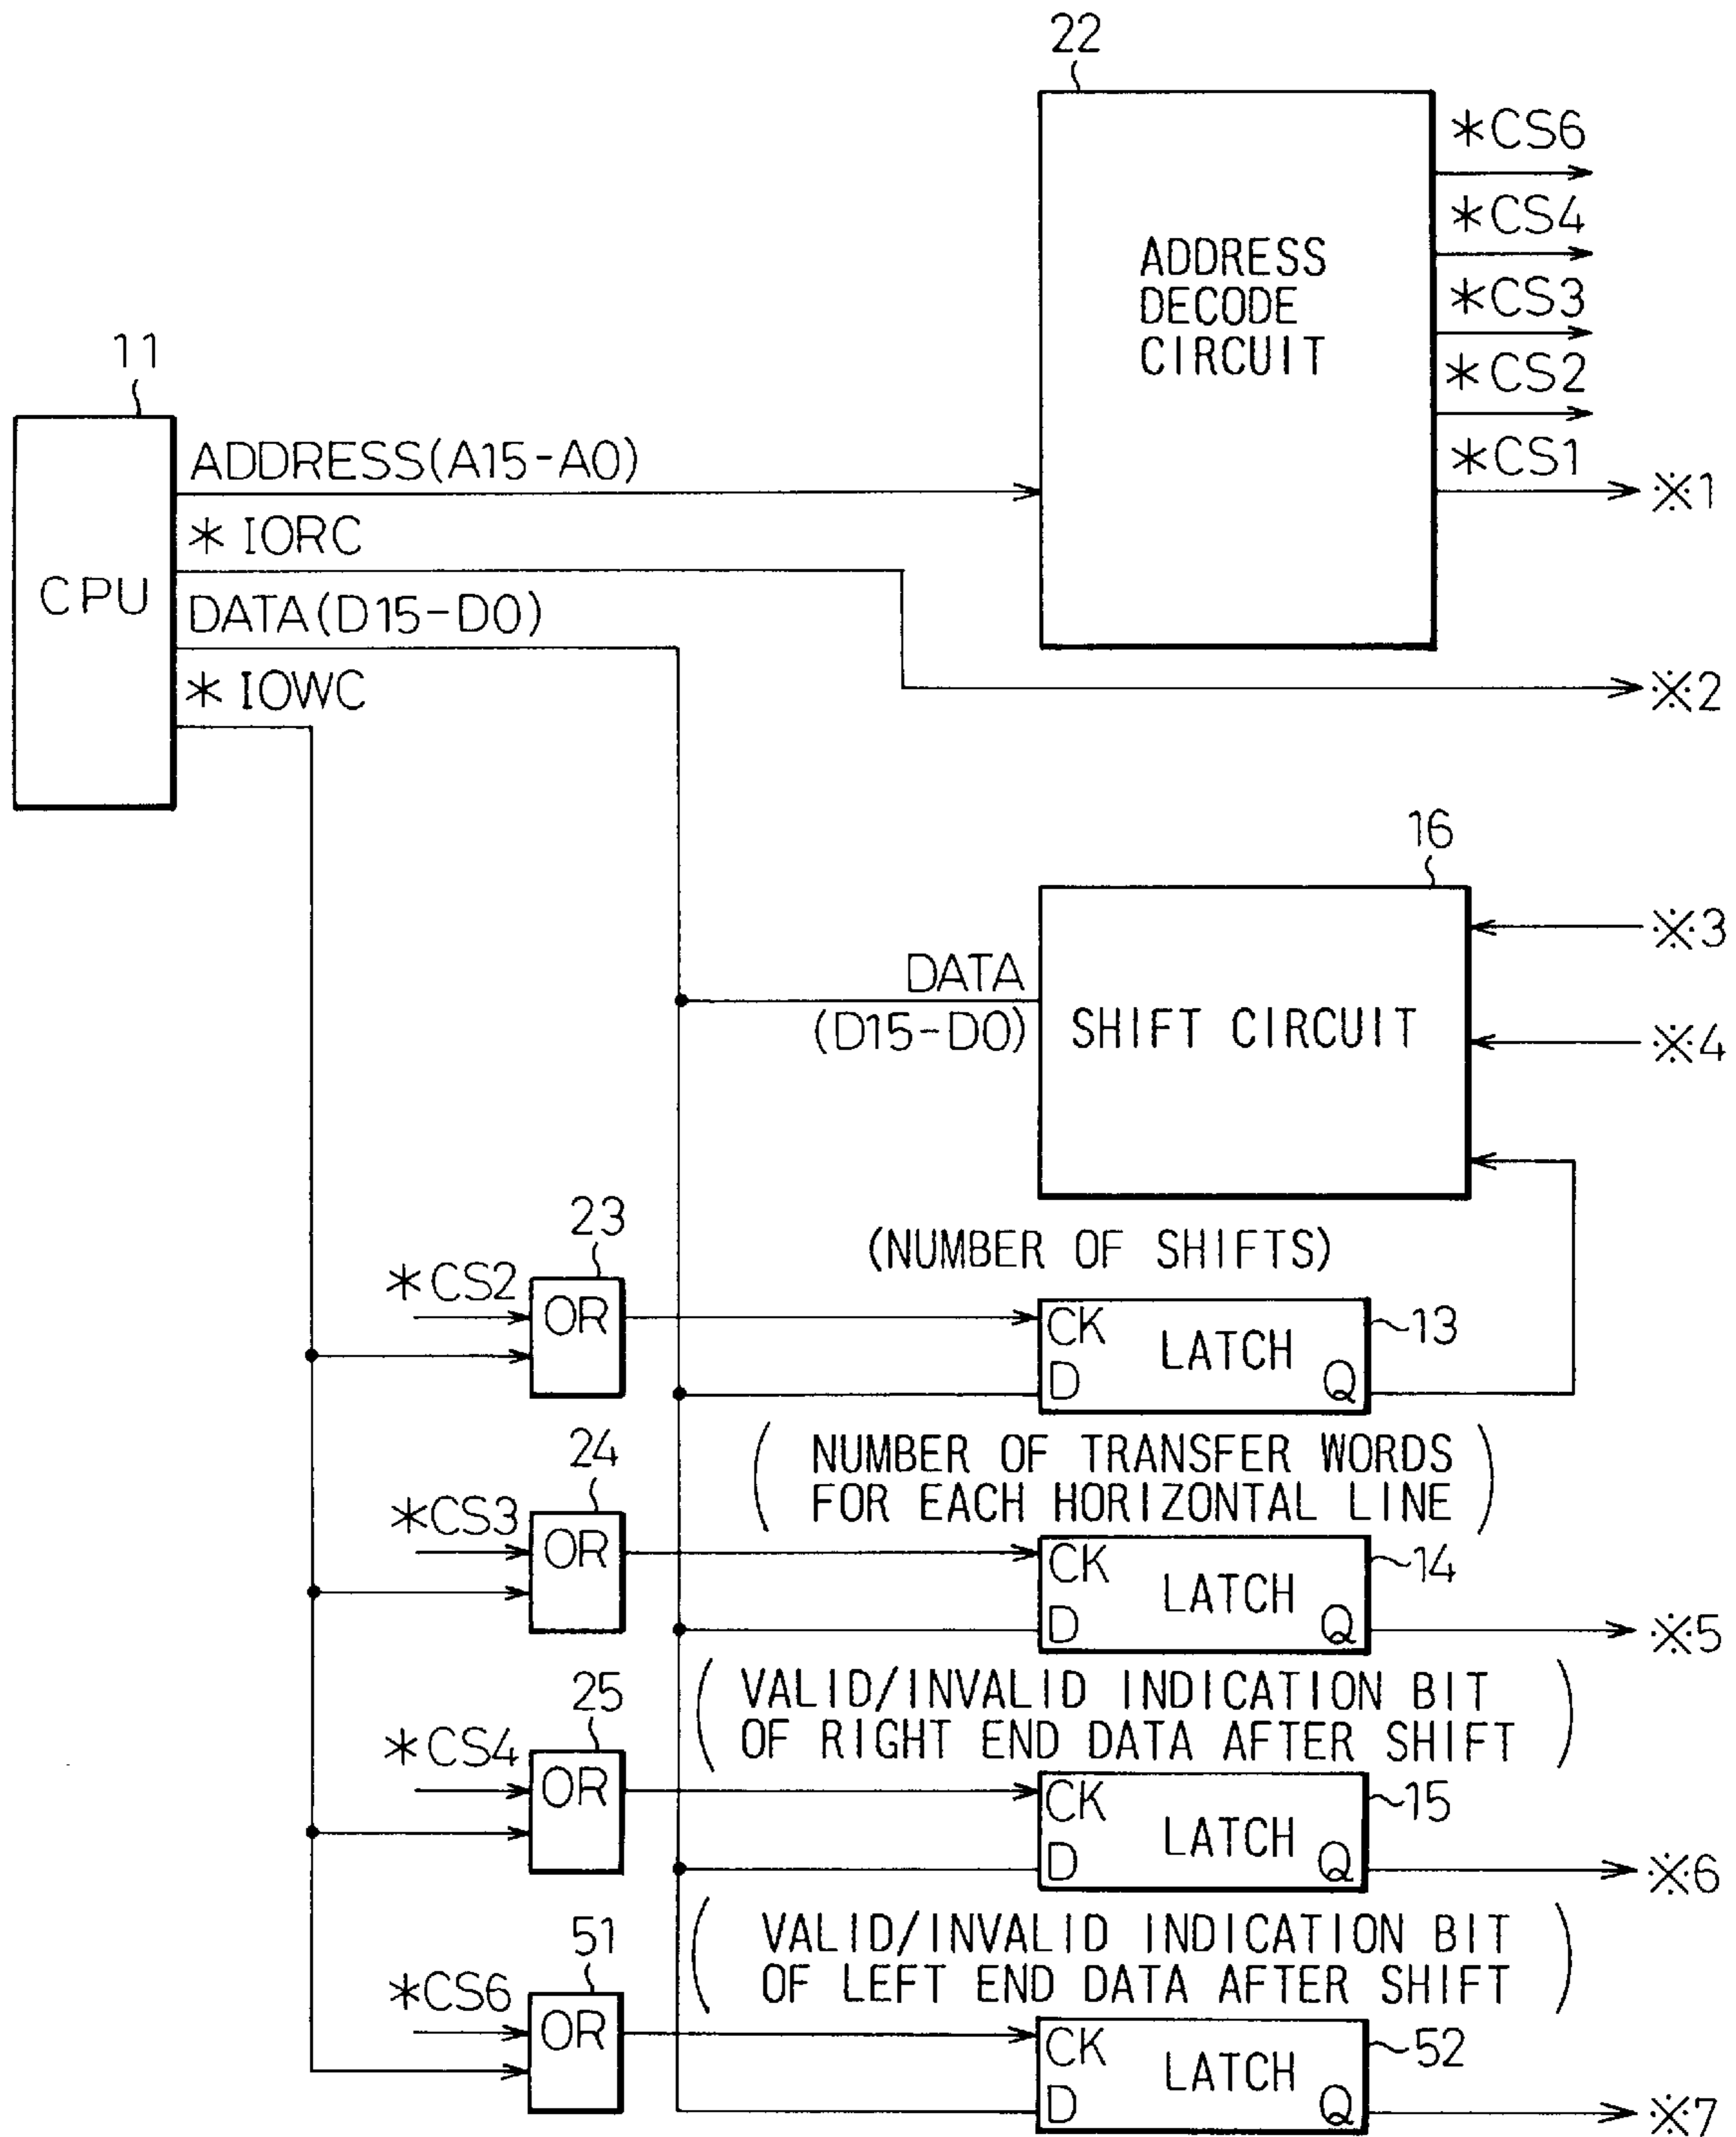 22
*CS6
*CS4
ADDRESS
DECODE
CIRCUIT
*CS3
*CS2
*CS1
※1
11
CPU
ADDRESS(A15-A0)
* IORC
DATA(D15-D0)
* IOWC
※2
16
※3
DATA
(D15-D0)
SHIFT CIRCUIT
※4
23
(NUMBER OF SHIFTS)
*CS2
OR
CK
LATCH
13
D
Q
24
(NUMBER OF TRANSFER WORDS
FOR EACH HORIZONTAL LINE)
*CS3
OR
CK
LATCH
14
D
Q
※5
25
(VALID/INVALID INDICATION BIT
OF RIGHT END DATA AFTER SHIFT)
*CS4
OR
CK
LATCH
15
D
Q
※6
51
(VALID/INVALID INDICATION BIT
OF LEFT END DATA AFTER SHIFT)
*CS6
OR
CK
LATCH
52
D
Q
※7